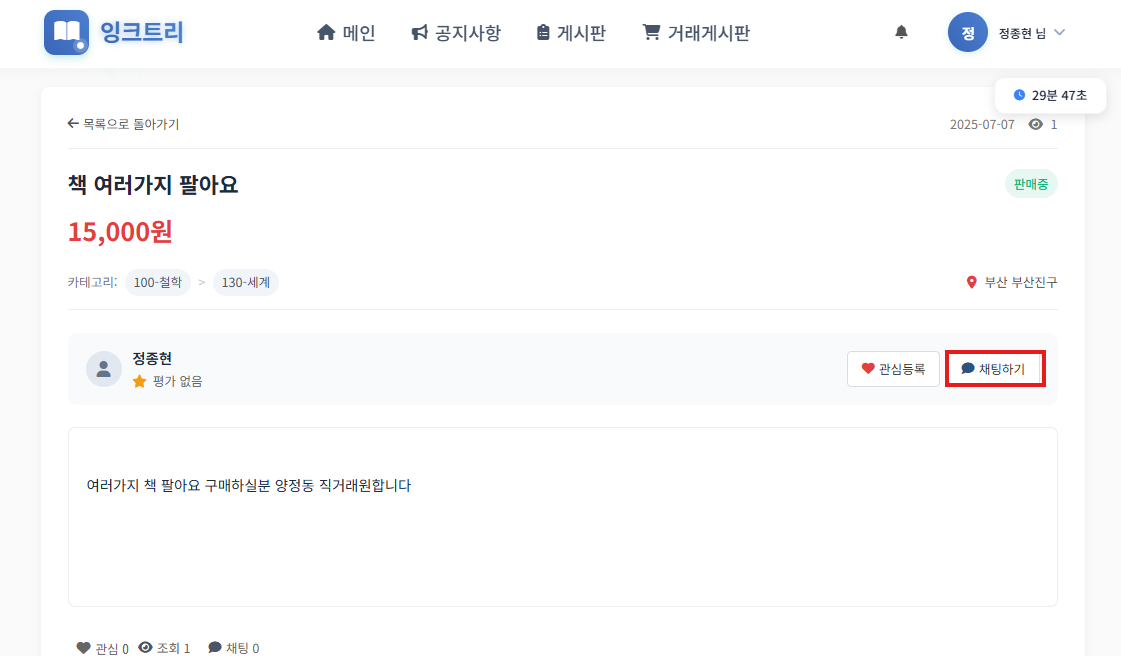 잉크트리 메인 공지사항 게시판 거래게시판 정 정종현 님
29분 47초
목록으로 돌아가기 2025-07-07 1
책 여러가지 팔아요 판매중
15,000원
카테고리: 100-철학 > 130-세계 부산 부산진구
정종현
평가 없음 관심등록 채팅하기
여러가지 책 팔아요 구매하실분 양정동 직거래원합니다
관심 0 조회 1 채팅 0